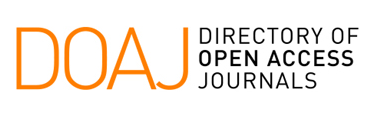 DOAJ
DIRECTORY OF
OPEN ACCESS
JOURNALS